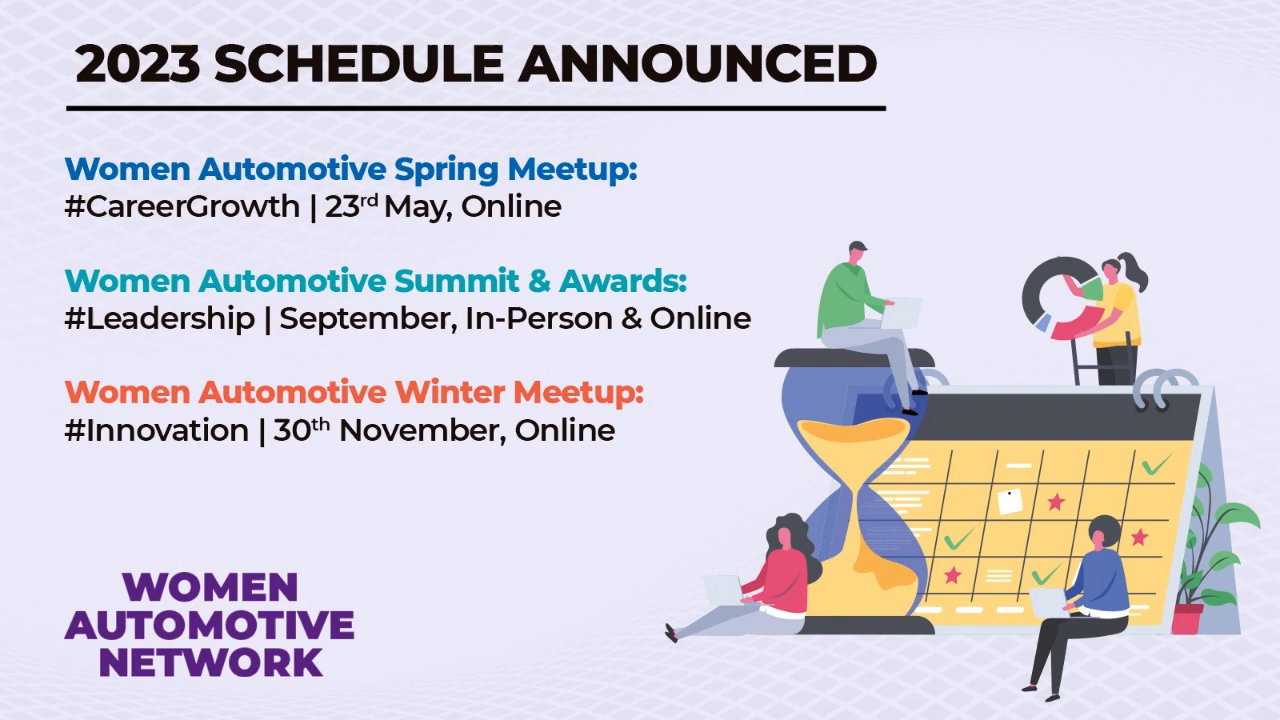 2023 SCHEDULE ANNOUNCED
Women Automotive Spring Meetup:
#CareerGrowth | 23rd May, Online
Women Automotive Summit & Awards:
#Leadership | September, In-Person & Online
Women Automotive Winter Meetup:
#Innovation | 30th November, Online
WOMEN
AUTOMOTIVE
NETWORK